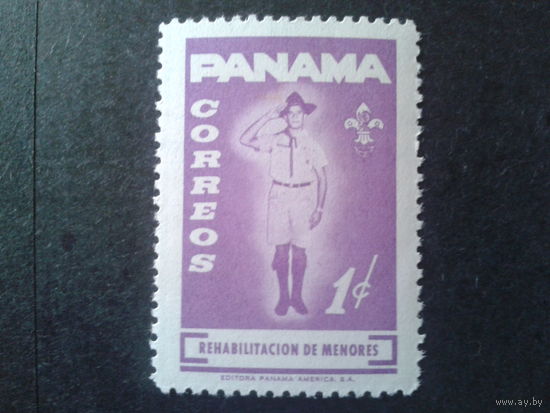 PANAMA
CORREOS
1¢
REHABILITACION DE MENORES
EDITORA PANAMA AMERICA, S.A.
www.ay.by